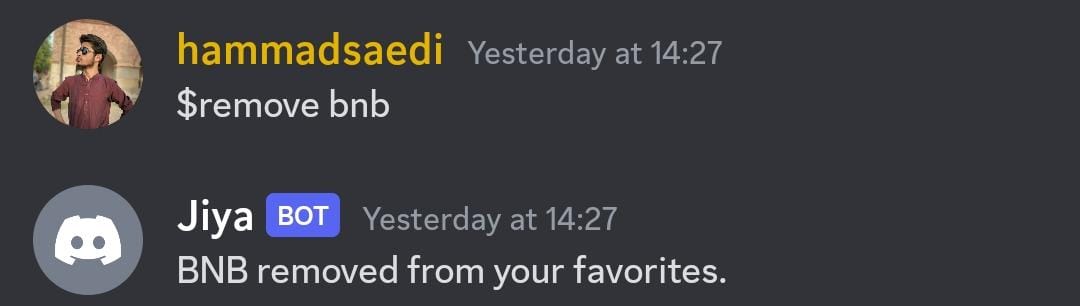 hammadsaedi Yesterday at 14:27
$remove bnb
Jiya BOT Yesterday at 14:27
BNB removed from your favorites.